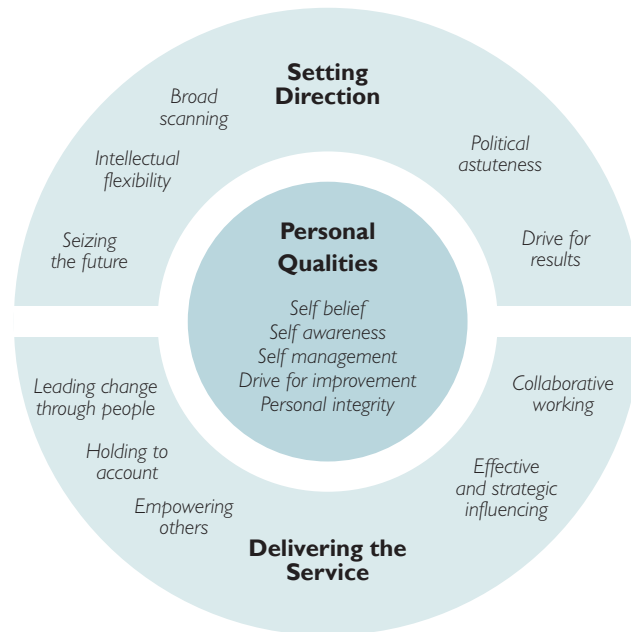 Setting
Direction
Broad
scanning
Intellectual
flexibility
Seizing
the future
Political
astuteness
Drive for
results
Personal
Qualities
Self belief
Self awareness
Self management
Drive for improvement
Personal integrity
Leading change
through people
Holding to
account
Empowering
others
Collaborative
working
Effective
and strategic
influencing
Delivering the
Service